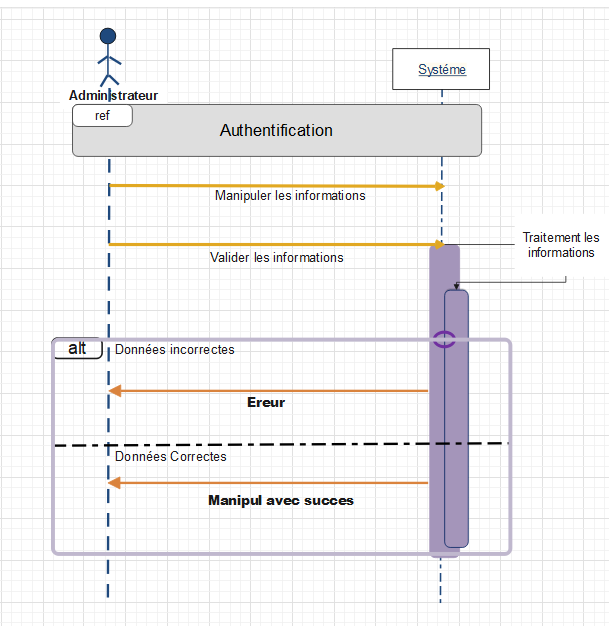 Systéme
Administrateur
ref
Authentification
Manipuler les informations
Valider les informations
Traitement les
informations
alt
Données incorrectes
Ereur
Données Correctes
Manipul avec succes